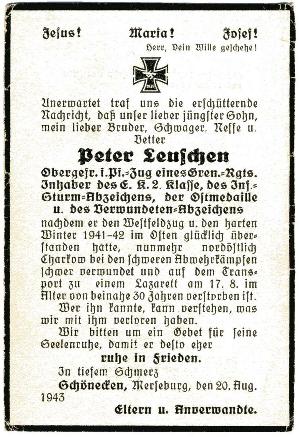 Jesus! Maria! Josef!
Herr, Dein Wille geschehe!
Unerwartet traf uns die erschütternde
Nachricht, daß unser lieber jüngster Sohn,
mein lieber Bruder, Schwager, Neffe u.
Vetter
Peter Leuschen
Obergefr. i. Pi.-Zug eines Gren.-Rgts.
Inhaber des E. K. 2. Klasse, des Inf.-
Sturm-Abzeichens, der Ostmedaille
u. des Verwundeten-Abzeichens
nachdem er den Westfeldzug u. den harten
Winter 1941-42 im Osten glücklich über-
standen hatte, nunmehr nordöstlich
Charkow bei den schweren Abwehrkämpfen
schwer verwundet und auf dem Trans-
port zu einem Lazarett am 17. 8. im
Alter von beinahe 30 Jahren verstorben ist.
Wer ihn kannte, kann verstehen, was
wir mit ihm verloren haben.
Wir bitten um ein Gebet für seine
Seelenruhe, damit er desto eher
ruhe in Frieden.
In tiefem Schmerz
Schönecken, Merseburg, den 20. Aug.
1943
Eltern u. Anverwandte.